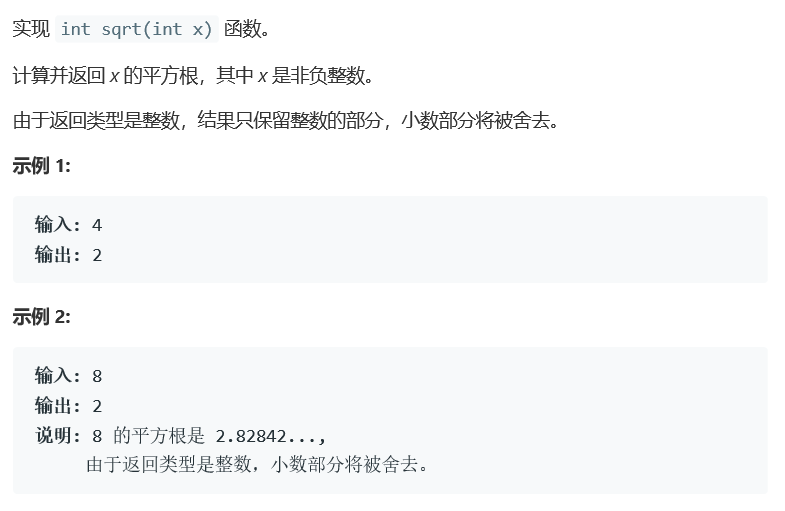 实现 int sqrt(int x) 函数。
计算并返回 x 的平方根，其中 x 是非负整数。
由于返回类型是整数，结果只保留整数的部分，小数部分将被舍去。
示例 1:
输入: 4
输出: 2
示例 2:
输入: 8
输出: 2
说明: 8 的平方根是 2.82842...,
由于返回类型是整数，小数部分将被舍去。